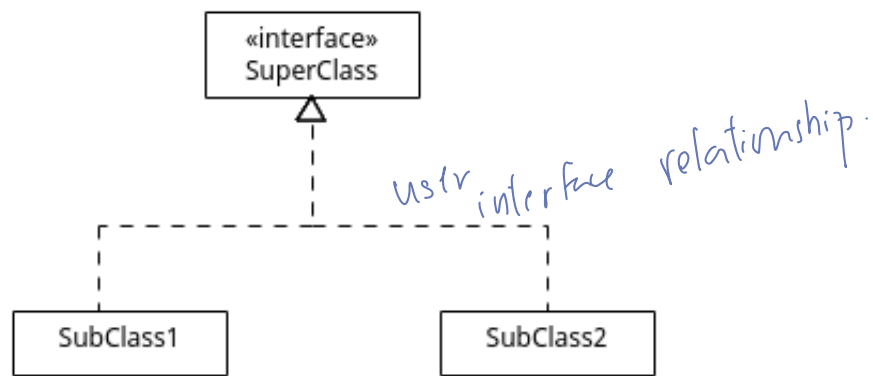 «interface»
SuperClass
user interface relationship.
SubClass1
SubClass2